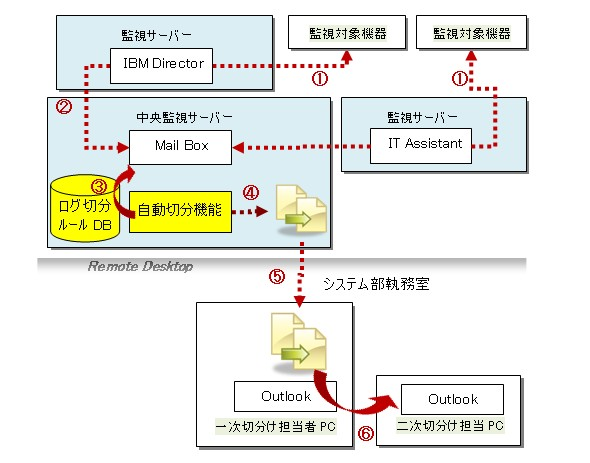 監視サーバー
IBM Director
監視対象機器
監視対象機器
①
①
②
中央監視サーバー
Mail Box
監視サーバー
IT Assistant
③
④
ログ切分
ルール DB
自動切分機能
Remote Desktop
⑤
システム部執務室
Outlook
一次切分け担当者 PC
⑥
Outlook
二次切分け担当 PC